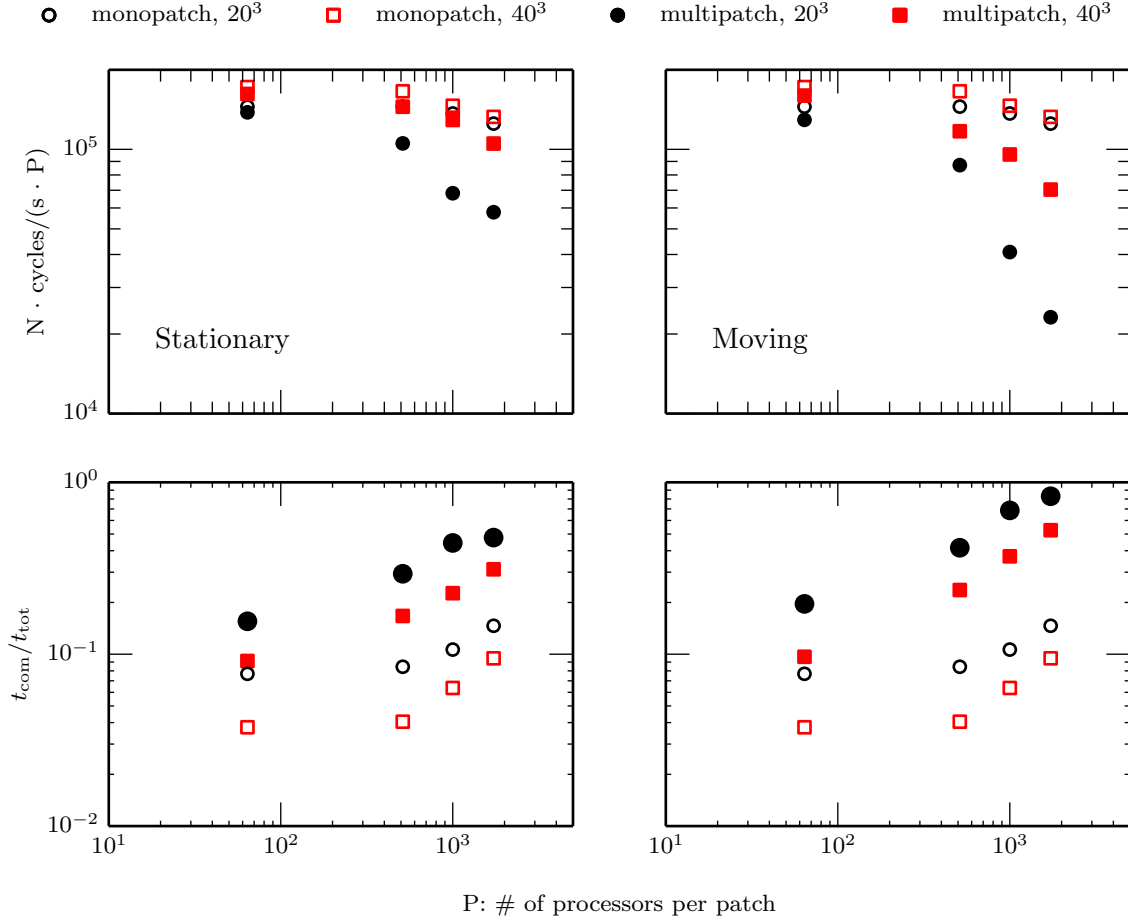 monopatch, 20³ monopatch, 40³ multipatch, 20³ multipatch, 40³
N · cycles/(s · P)
10⁵
10⁴
Stationary
Moving
t_com/t_tot
10⁰
10⁻¹
10⁻²
10¹ 10² 10³ 10¹ 10² 10³
P: # of processors per patch